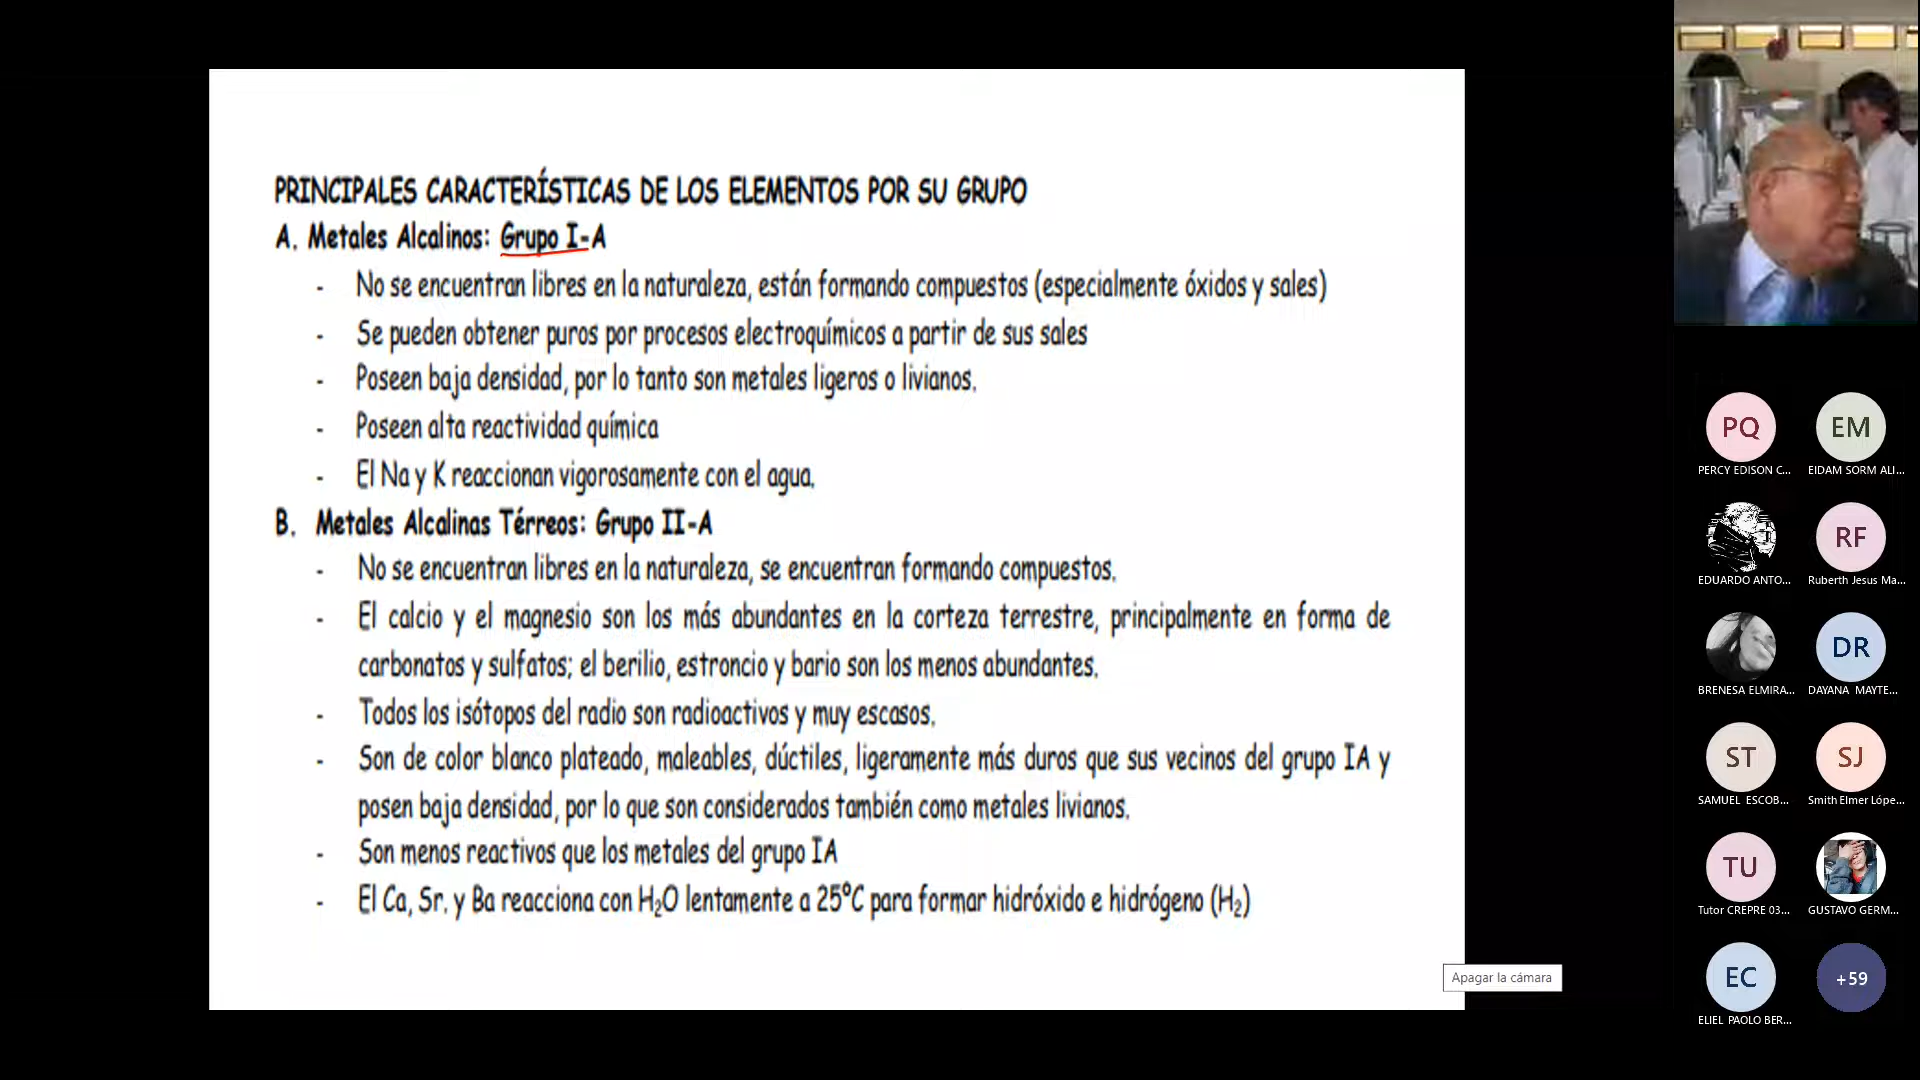 PRINCIPALES CARACTERÍSTICAS DE LOS ELEMENTOS POR SU GRUPO
A. Metales Alcalinos: Grupo I-A
- No se encuentran libres en la naturaleza, están formando compuestos (especialmente óxidos y sales)
- Se pueden obtener puros por procesos electroquímicos a partir de sus sales
- Poseen baja densidad, por lo tanto son metales ligeros o livianos.
- Poseen alta reactividad química
- El Na y K reaccionan vigorosamente con el agua.
B. Metales Alcalinas Térreos: Grupo II-A
- No se encuentran libres en la naturaleza, se encuentran formando compuestos.
- El calcio y el magnesio son los más abundantes en la corteza terrestre, principalmente en forma de
carbonatos y sulfatos; el berilio, estroncio y bario son los menos abundantes.
- Todos los isótopos del radio son radioactivos y muy escasos.
- Son de color blanco plateado, maleables, dúctiles, ligeramente más duros que sus vecinos del grupo IA y
posen baja densidad, por lo que son considerados también como metales livianos.
- Son menos reactivos que los metales del grupo IA
- El Ca, Sr. y Ba reacciona con H₂O lentamente a 25ºC para formar hidróxido e hidrógeno (H₂)
Apagar la cámara
PQ EM
PERCY EDISON C... EIDAM SORM ALI...
RF
EDUARDO ANTO... Ruberth Jesus Ma...
DR
BRENESA ELMIRA... DAYANA MAYTE...
ST SJ
SAMUEL ESCOB... Smith Elmer Lópe...
TU
Tutor CREPRE 03... GUSTAVO GERM...
EC +59
ELIEL PAOLO BER...